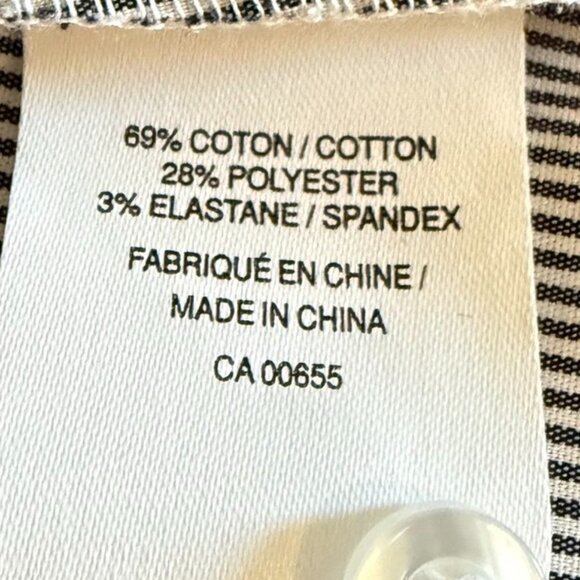 69% COTON / COTTON
28% POLYESTER
3% ELASTANE / SPANDEX
FABRIQUÉ EN CHINE /
MADE IN CHINA
CA 00655